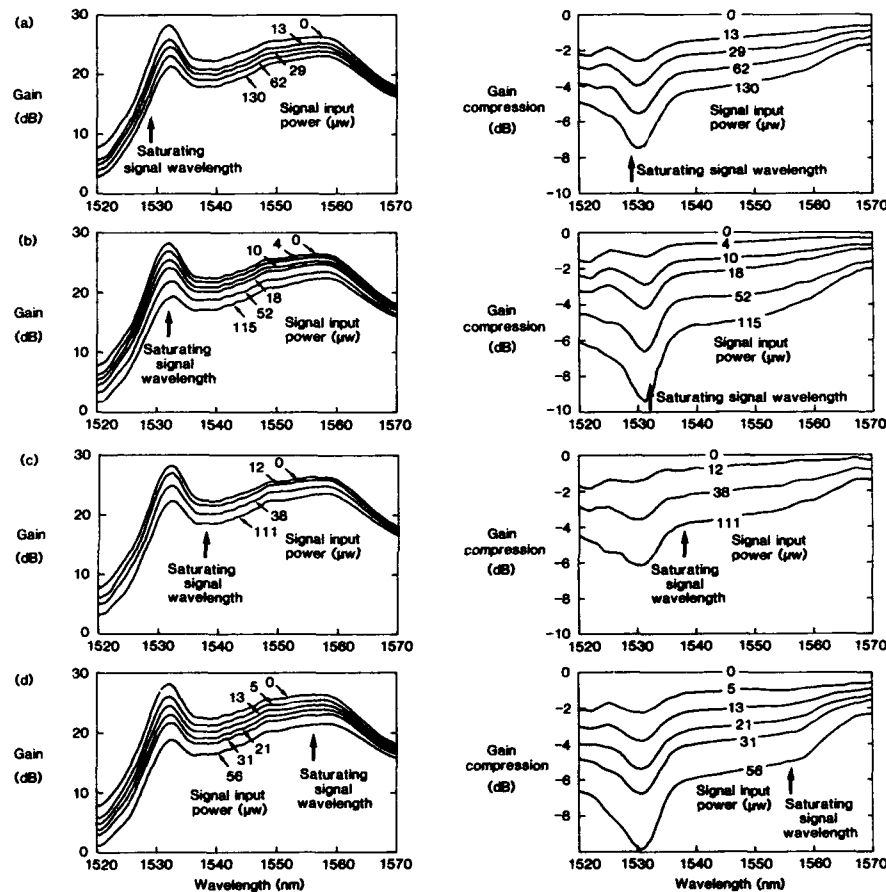 (a)
30
20
10
0
Gain
(dB)
13
0
29
62
130
Signal input
power (μw)
Saturating
signal wavelength
1520 1530 1540 1550 1560 1570
0
-2
-4
-6
-8
-10
Gain
compression
(dB)
0
13
29
62
130
Signal input
power (μw)
Saturating signal wavelength
1520 1530 1540 1550 1560 1570
(b)
30
20
10
0
Gain
(dB)
10
4
0
18
52
115
Signal input
power (μw)
Saturating
signal
wavelength
1520 1530 1540 1550 1560 1570
0
-2
-4
-6
-8
-10
Gain
compression
(dB)
0
4
10
18
52
115
Signal input
power (μw)
Saturating signal wavelength
1520 1530 1540 1550 1560 1570
(c)
30
20
10
0
Gain
(dB)
12
0
38
111
Signal input
power (μw)
Saturating
signal
wavelength
1520 1530 1540 1550 1560 1570
0
-2
-4
-6
-8
-10
Gain
compression
(dB)
0
12
38
111
Signal input
power (μw)
Saturating
signal
wavelength
1520 1530 1540 1550 1560 1570
(d)
30
20
10
0
Gain
(dB)
13
5
0
21
31
56
Signal input
power (μw)
Saturating
signal
wavelength
1520 1530 1540 1550 1560 1570
Wavelength (nm)
0
-2
-4
-6
-8
-10
Gain
compression
(dB)
0
5
13
21
31
56
Signal input
power (μw)
Saturating
signal
wavelength
1520 1530 1540 1550 1560 1570
Wavelength (nm)